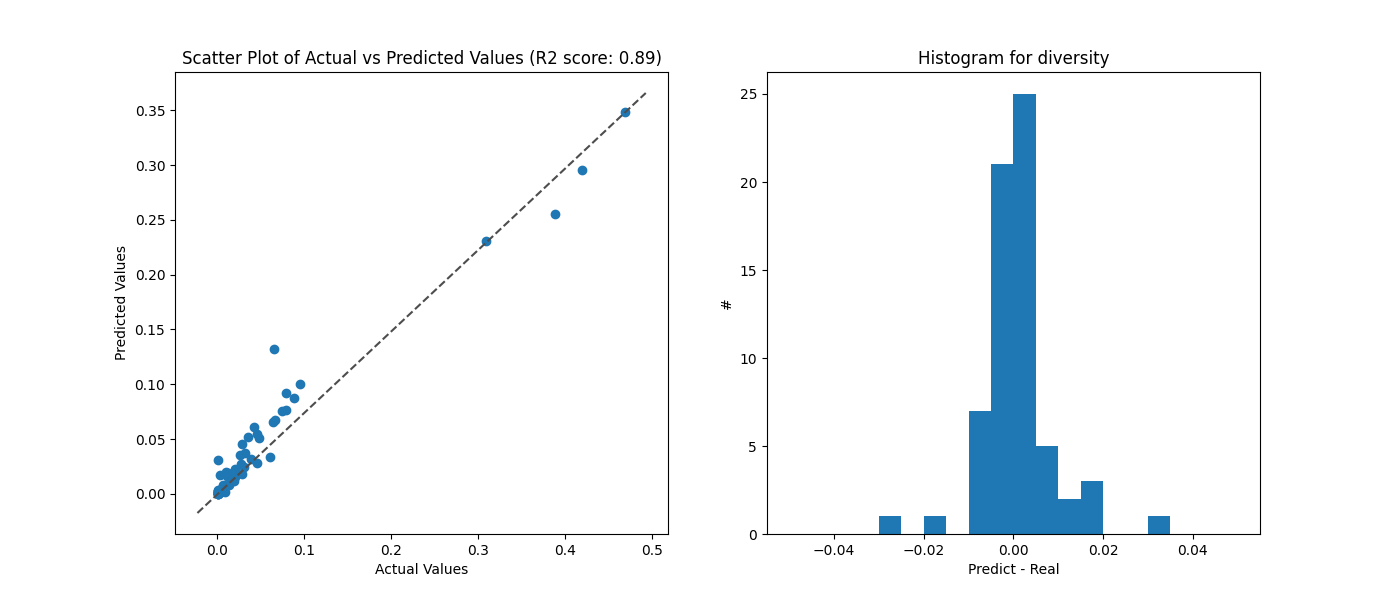 Scatter Plot of Actual vs Predicted Values (R2 score: 0.89)
0.35
0.30
0.25
0.20
0.15
0.10
0.05
0.00
Predicted Values
0.0 0.1 0.2 0.3 0.4 0.5
Actual Values
Histogram for diversity
25
20
15
10
5
0
#
−0.04 −0.02 0.00 0.02 0.04
Predict - Real